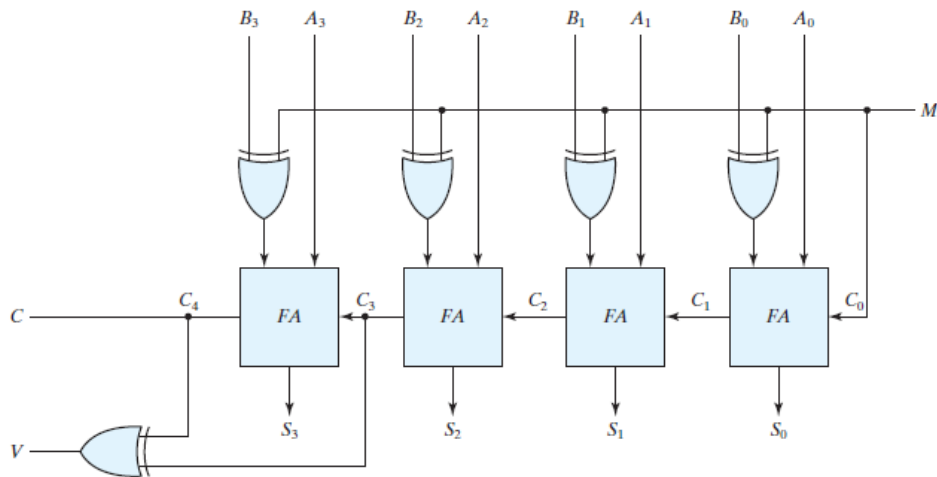 B₃ A₃ B₂ A₂ B₁ A₁ B₀ A₀
M
C C₄ FA C₃ FA C₂ FA C₁ FA C₀
S₃ S₂ S₁ S₀
V